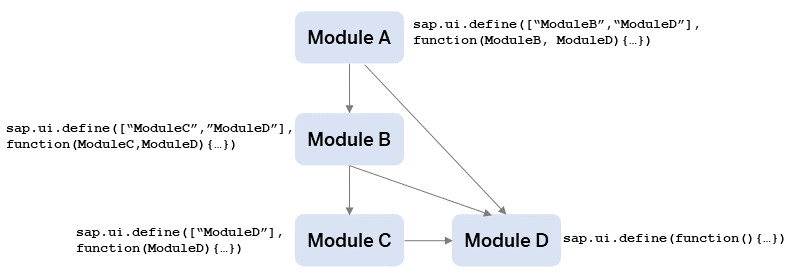 Module A
sap.ui.define([“ModuleB”,“ModuleD”],
function(ModuleB, ModuleD){…})
sap.ui.define([“ModuleC”,”ModuleD”],
function(ModuleC,ModuleD){…})
Module B
sap.ui.define([“ModuleD”],
function(ModuleD){…})
Module C
Module D
sap.ui.define(function(){…})